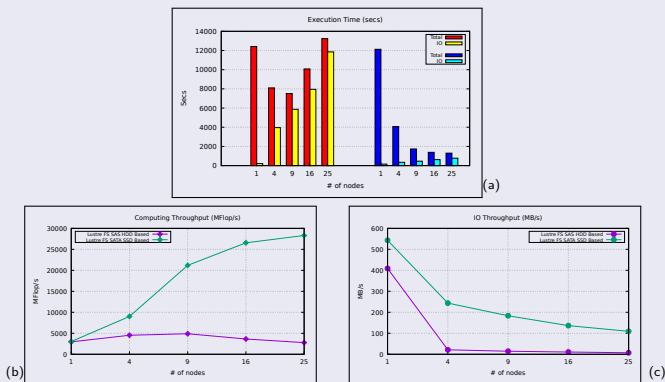 Execution Time (secs)
14000
12000
10000
8000
6000
4000
2000
0
Secs
Total
IO
Total
IO
1 4 9 16 25 1 4 9 16 25
# of nodes
(a)
Computing Throughput (MFlop/s)
30000
25000
20000
15000
10000
5000
0
MFlop/s
Lustre FS SAS HDD Based
Lustre FS SATA SSD Based
1 4 9 16 25
# of nodes
(b)
IO Throughput (MB/s)
600
500
400
300
200
100
0
MB/s
Lustre FS SAS HDD Based
Lustre FS SATA SSD Based
1 4 9 16 25
# of nodes
(c)